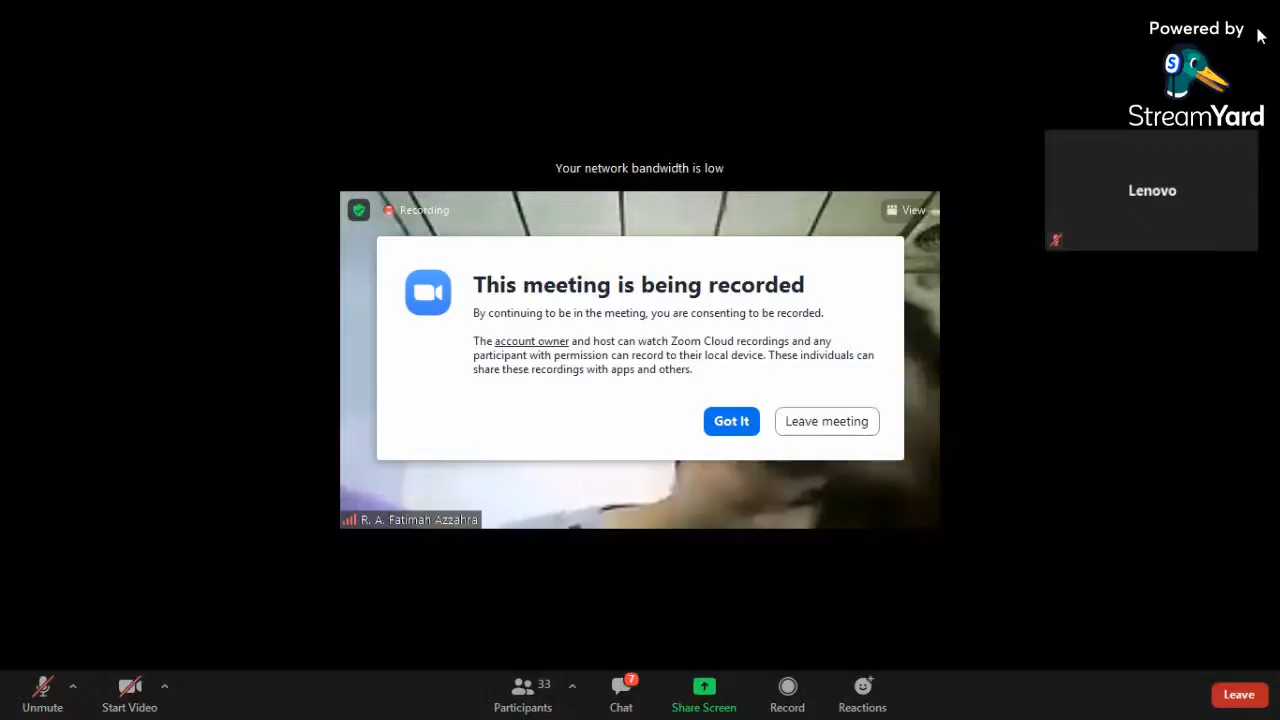 Powered by
S
StreamYard
Your network bandwidth is low
Lenovo
Recording
View
This meeting is being recorded
By continuing to be in the meeting, you are consenting to be recorded.
The account owner and host can watch Zoom Cloud recordings and any
participant with permission can record to their local device. These individuals can
share these recordings with apps and others.
Got It
Leave meeting
R. A. Fatimah Azzahra
Unmute
Start Video
33
Participants
7
Chat
Share Screen
Record
Reactions
Leave